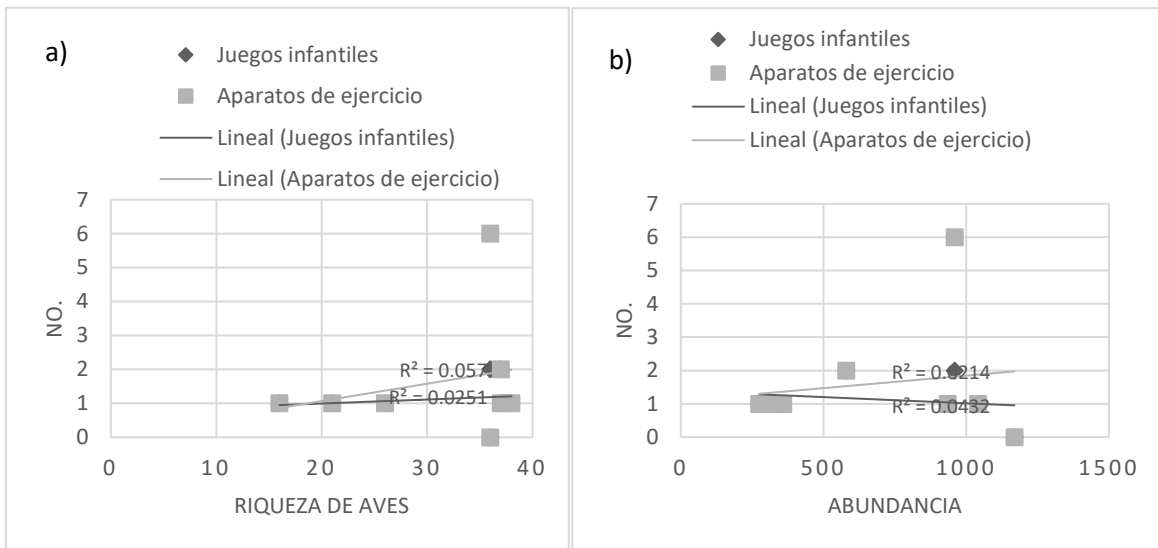 a)
Juegos infantiles
Aparatos de ejercicio
Lineal (Juegos infantiles)
Lineal (Aparatos de ejercicio)
7
6
5
4
3
2
1
0
NO.
R² = 0.057
R² = 0.0251
0 10 20 30 40
RIQUEZA DE AVES
b)
Juegos infantiles
Aparatos de ejercicio
Lineal (Juegos infantiles)
Lineal (Aparatos de ejercicio)
7
6
5
4
3
2
1
0
NO.
R² = 0.0214
R² = 0.0432
0 500 1000 1500
ABUNDANCIA